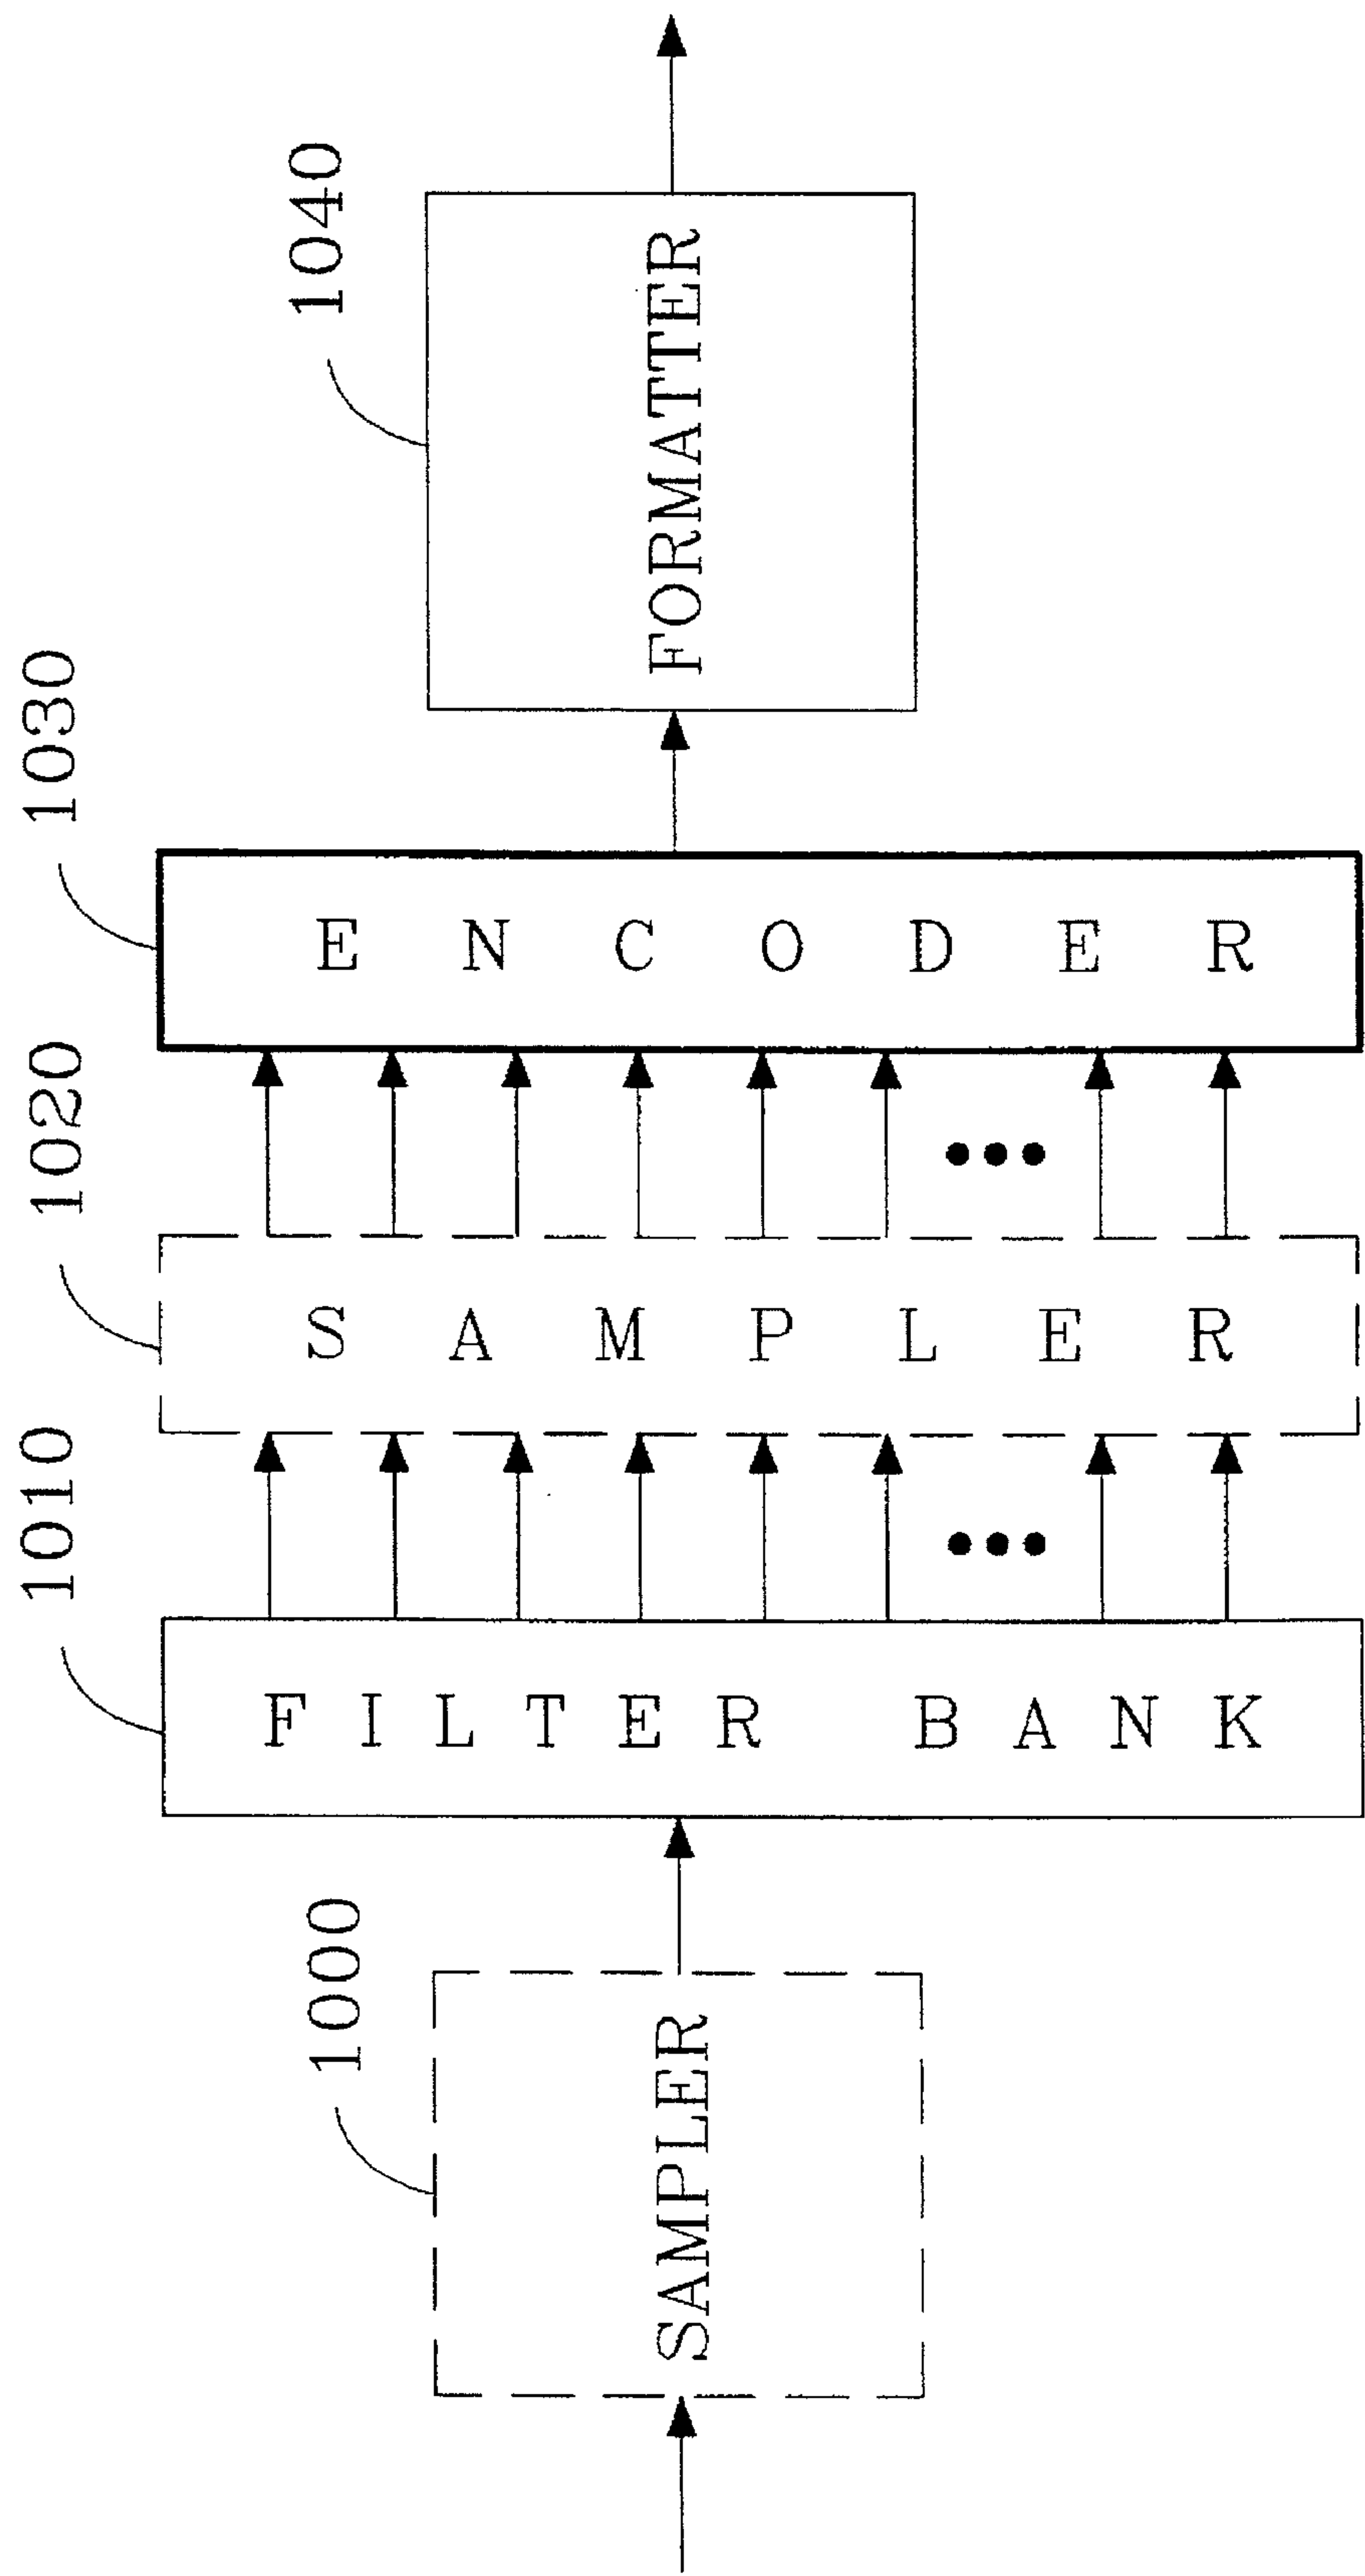 1000
SAMPLER
1010
FILTER BANK
1020
SAMPLER
1030
ENCODER
1040
FORMATTER